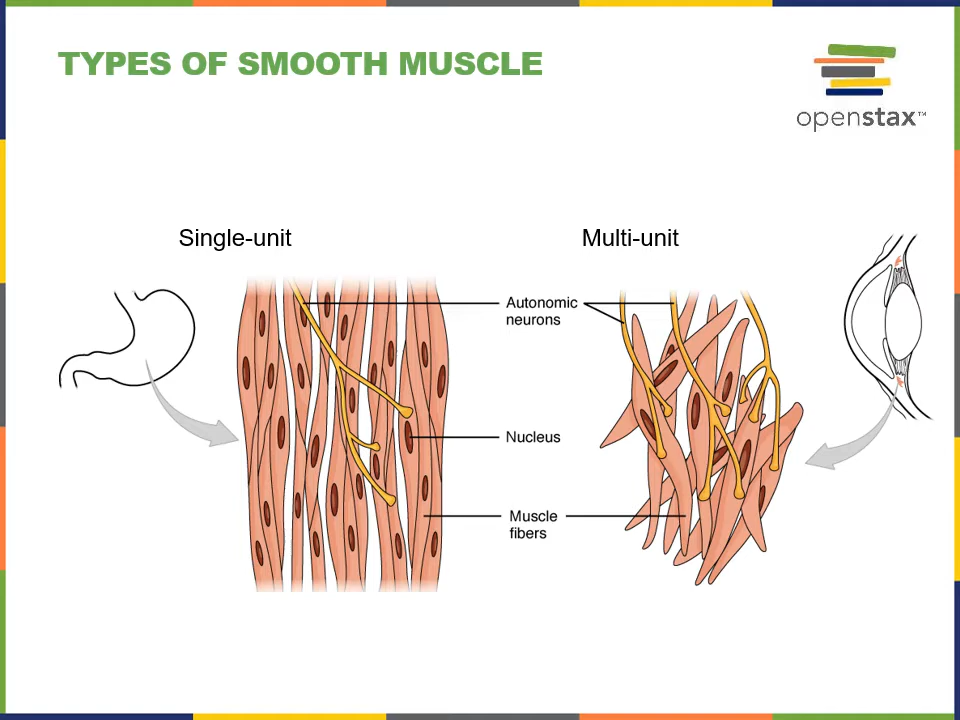 TYPES OF SMOOTH MUSCLE
openstax™
Single-unit
Multi-unit
Autonomic
neurons
Nucleus
Muscle
fibers